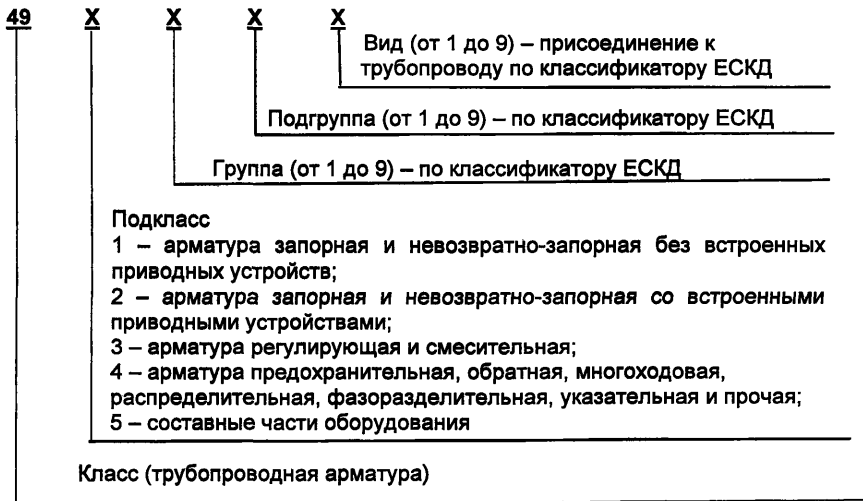 49 X X X X
Вид (от 1 до 9) – присоединение к
трубопроводу по классификатору ЕСКД
Подгруппа (от 1 до 9) – по классификатору ЕСКД
Группа (от 1 до 9) – по классификатору ЕСКД
Подкласс
1 – арматура запорная и невозвратно-запорная без встроенных
приводных устройств;
2 – арматура запорная и невозвратно-запорная со встроенными
приводными устройствами;
3 – арматура регулирующая и смесительная;
4 – арматура предохранительная, обратная, многоходовая,
распределительная, фазоразделительная, указательная и прочая;
5 – составные части оборудования
Класс (трубопроводная арматура)